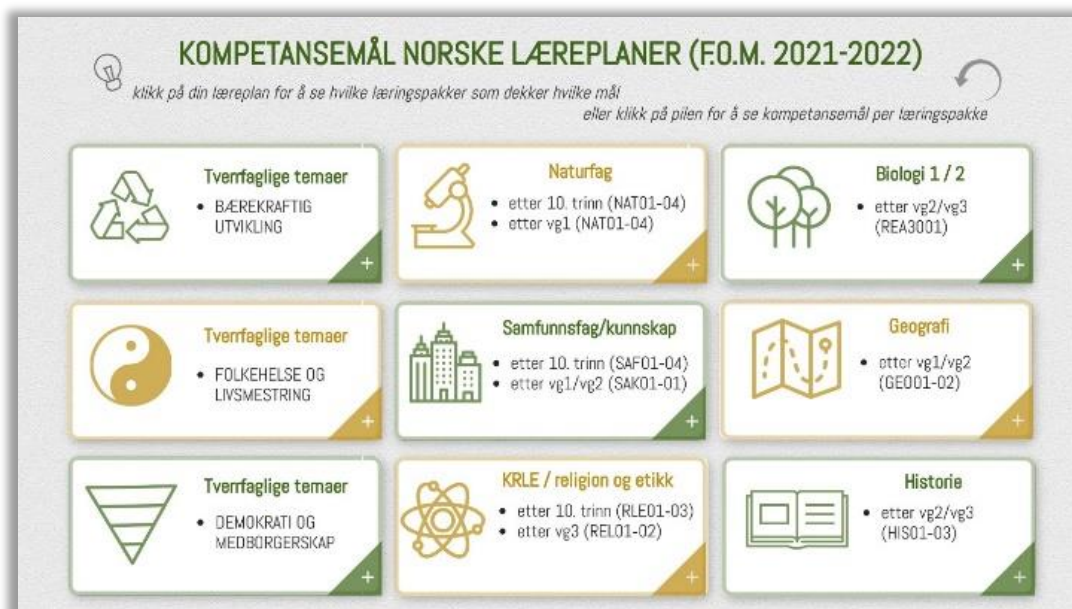 KOMPETANSEMÅL NORSKE LÆREPLANER (F.O.M. 2021-2022)
klikk på din læreplan for å se hvilke læringspakker som dekker hvilke mål
eller klikk på pilen for å se kompetansemål per læringspakke
Tverrfaglige temaer
• BÆREKRAFTIG
UTVIKLING
+
Naturfag
• etter 10. trinn (NAT01-04)
• etter vg1 (NAT01-04)
+
Biologi 1 / 2
• etter vg2/vg3
(REA3001)
+
Tverrfaglige temaer
• FOLKEHELSE OG
LIVSMESTRING
+
Samfunnsfag/kunnskap
• etter 10. trinn (SAF01-04)
• etter vg1/vg2 (SAK01-01)
+
Geografi
• etter vg1/vg2
(GEO01-02)
+
Tverrfaglige temaer
• DEMOKRATI OG
MEDBORGERSKAP
+
KRLE / religion og etikk
• etter 10. trinn (RLE01-03)
• etter vg3 (REL01-02)
+
Historie
• etter vg2/vg3
(HIS01-03)
+